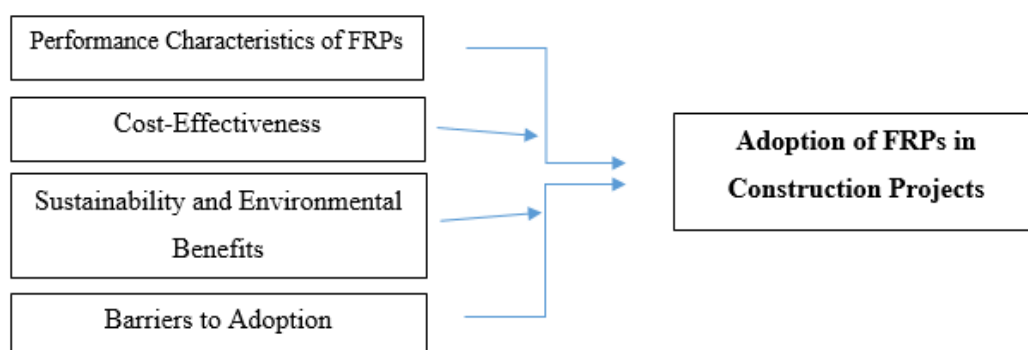 Performance Characteristics of FRPs
Cost-Effectiveness
Sustainability and Environmental
Benefits
Barriers to Adoption
Adoption of FRPs in
Construction Projects